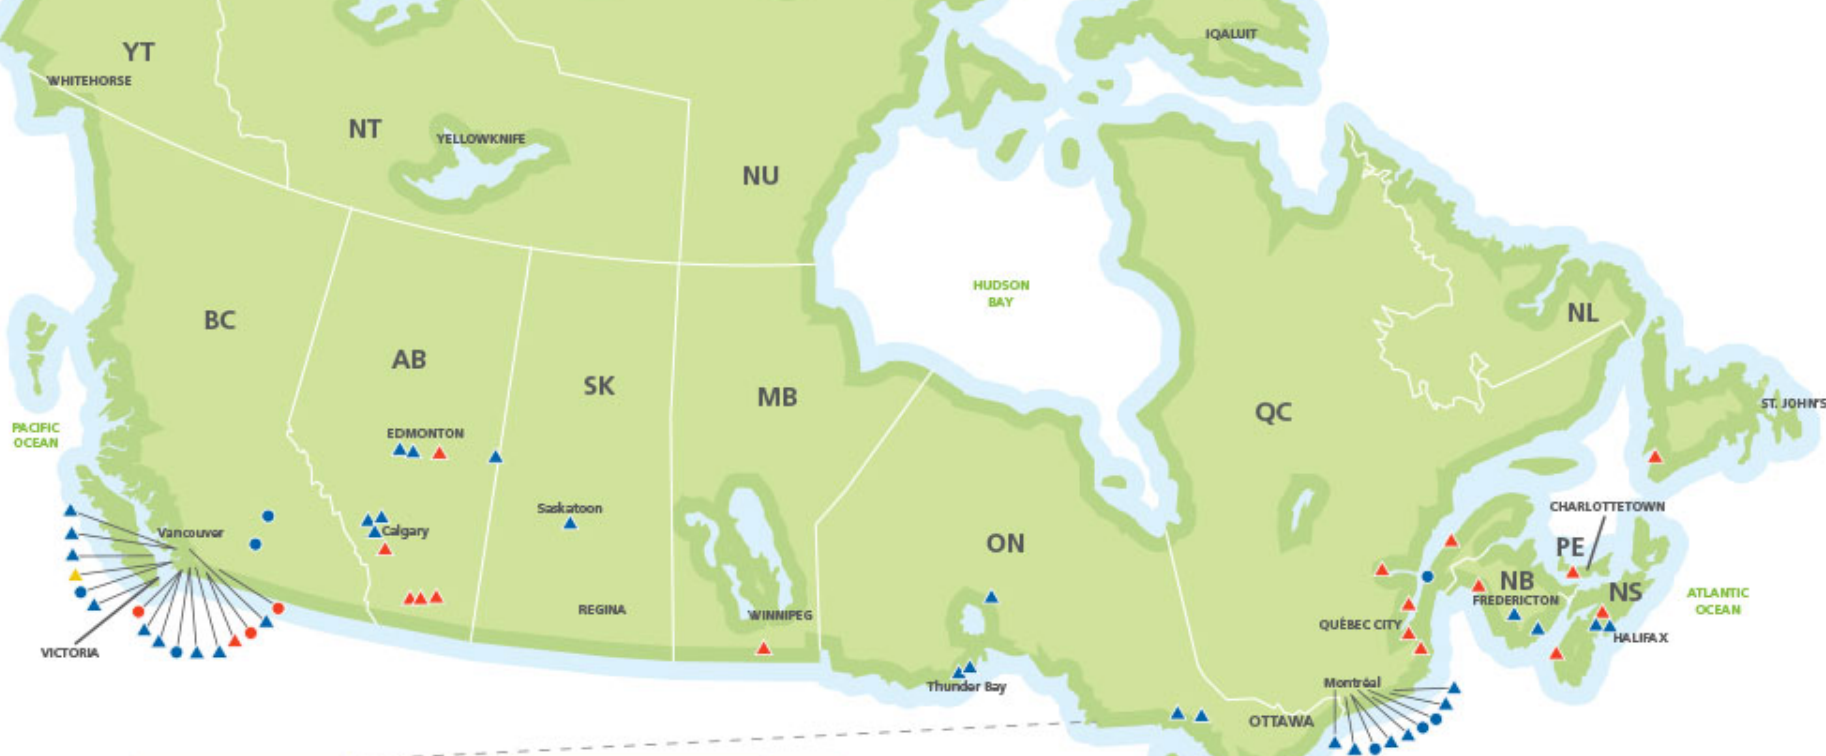 IQALUIT
YT
WHITEHORSE
NT
YELLOWKNIFE
NU
HUDSON
BAY
BC
NL
AB
SK
MB
QC
ST. JOHN'S
PACIFIC
OCEAN
EDMONTON
Saskatoon
CHARLOTTETOWN
Vancouver
Calgary
ON
PE
NB
FREDERICTON
NS
ATLANTIC
OCEAN
REGINA
WINNIPEG
QUÉBEC CITY
HALIFAX
VICTORIA
Thunder Bay
Montréal
OTTAWA